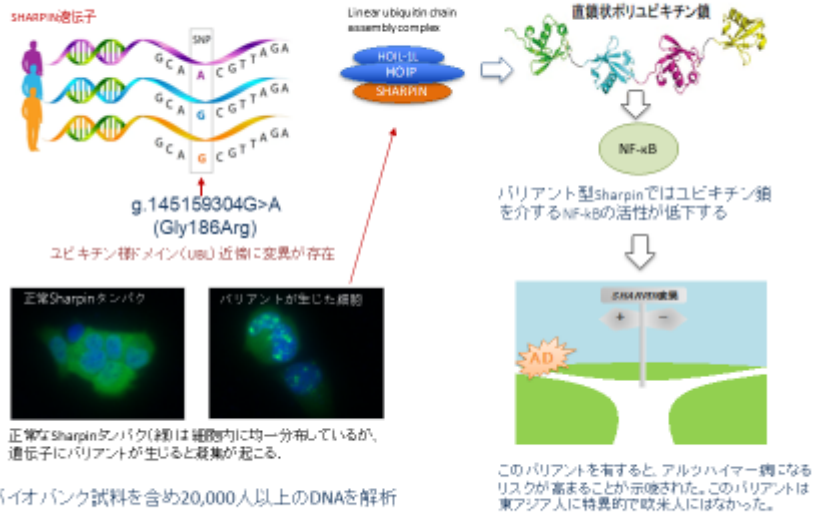 SHARPIN遺伝子
SNP
GCA A CGTTAGA
GCA G CGTTAGA
GCA G CGTTAGA
g.145159304G>A
(Gly186Arg)
ユビキチン様ドメイン(UBL)近傍に変異が存在
正常Sharpinタンパク
バリアントが生じた細胞
正常なSharpinタンパク(緑)は細胞内に均一分布しているが、
遺伝子にバリアントが生じると凝集が起こる.
バイオバンク試料を含め20,000人以上のDNAを解析
Linear ubiquitin chain
assembly complex
HOIL-1L
HOIP
SHARPIN
直鎖状ポリユビキチン鎖
NF-κB
バリアント型Sharpinではユビキチン鎖
を介するNF-kBの活性が低下する
SHARPIN変異
+ −
AD
このバリアントを有すると、アルツハイマー病になる
リスクが高まることが示唆された。このバリアントは
東アジア人に特異的で欧米人にはなかった。